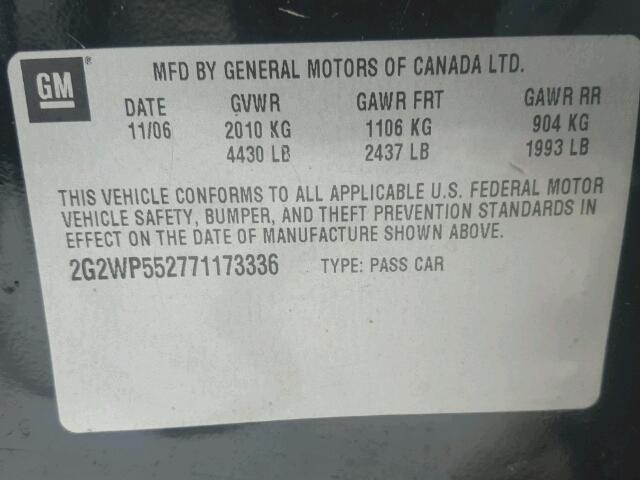 GM®
MFD BY GENERAL MOTORS OF CANADA LTD.
DATE GVWR GAWR FRT GAWR RR
11/06 2010 KG 1106 KG 904 KG
4430 LB 2437 LB 1993 LB
THIS VEHICLE CONFORMS TO ALL APPLICABLE U.S. FEDERAL MOTOR
VEHICLE SAFETY, BUMPER, AND THEFT PREVENTION STANDARDS IN
EFFECT ON THE DATE OF MANUFACTURE SHOWN ABOVE.
2G2WP552771173336 TYPE: PASS CAR